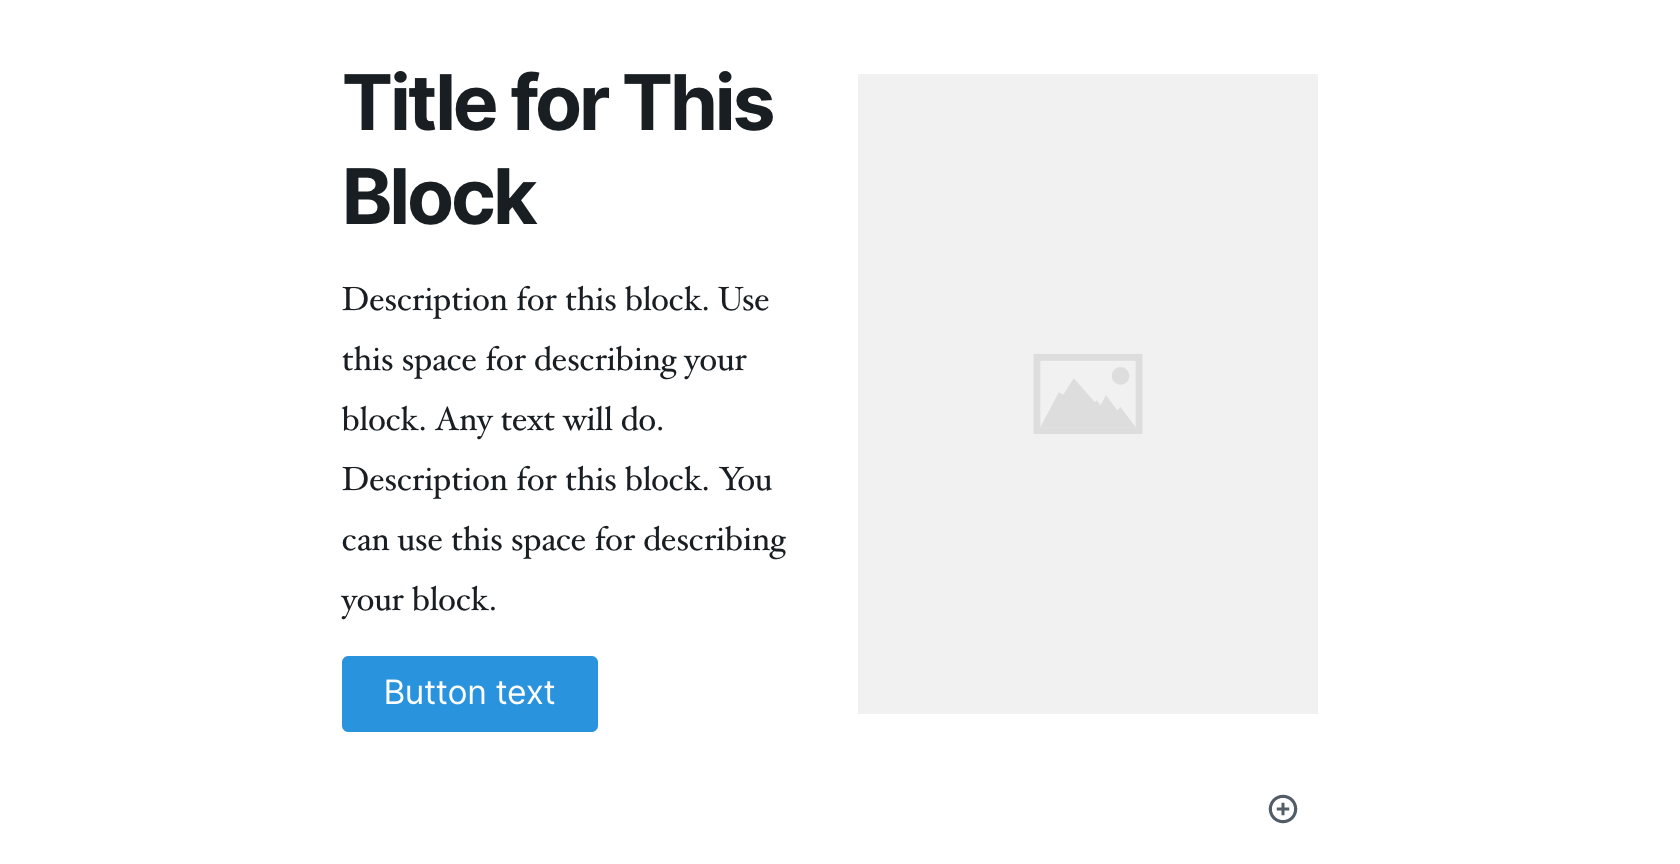 Title for This
Block
Description for this block. Use
this space for describing your
block. Any text will do.
Description for this block. You
can use this space for describing
your block.
Button text